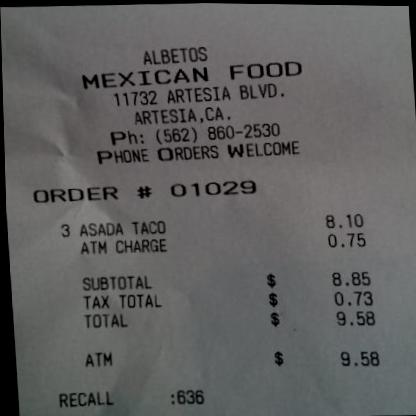 ALBETOS
MEXICAN FOOD
11732 ARTESIA BLVD.
ARTESIA,CA.
Ph: (562) 860-2530
PHONE ORDERS WELCOME
ORDER # 01029
3 ASADA TACO 8.10
ATM CHARGE 0.75
SUBTOTAL $ 8.85
TAX TOTAL $ 0.73
TOTAL $ 9.58
ATM $ 9.58
RECALL :636